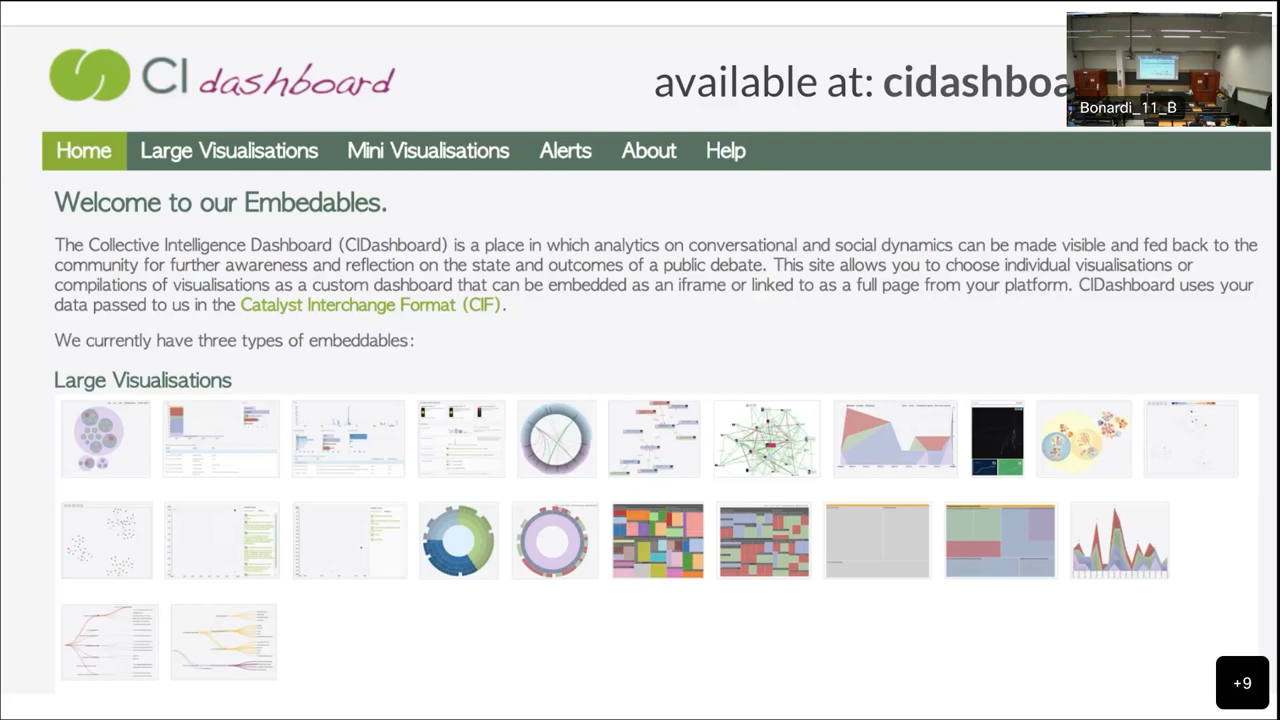 CI dashboard
available at: cidashboa
Bonardi_11_B
Home Large Visualisations Mini Visualisations Alerts About Help
Welcome to our Embedables.
The Collective Intelligence Dashboard (CIDashboard) is a place in which analytics on conversational and social dynamics can be made visible and fed back to the
community for further awareness and reflection on the state and outcomes of a public debate. This site allows you to choose individual visualisations or
compilations of visualisations as a custom dashboard that can be embedded as an iframe or linked to as a full page from your platform. CIDashboard uses your
data passed to us in the Catalyst Interchange Format (CIF).
We currently have three types of embeddables:
Large Visualisations
+9